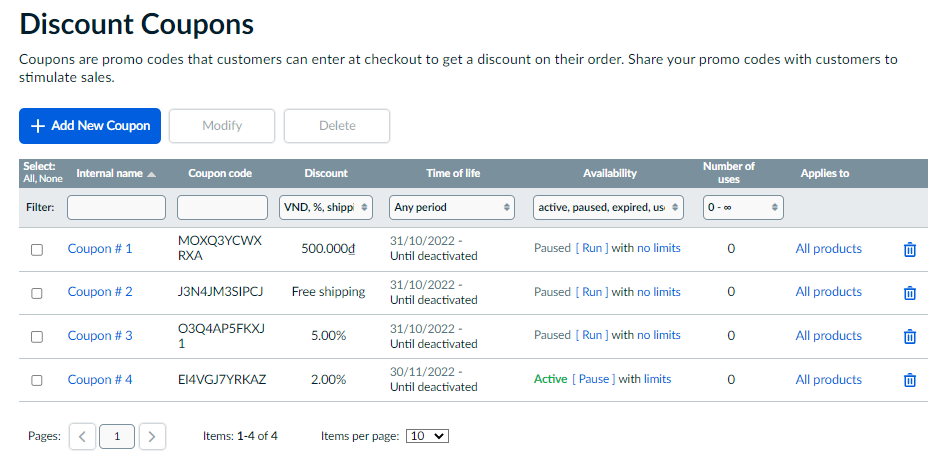 Discount Coupons
Coupons are promo codes that customers can enter at checkout to get a discount on their order. Share your promo codes with customers to
stimulate sales.
+ Add New Coupon Modify Delete
Select:
All, None Internal name Coupon code Discount Time of life Availability Number of
uses Applies to
Filter: VND, %, shippi Any period active, paused, expired, us 0 - ∞
Coupon # 1 MOXQ3YCWX
RXA 500.000₫ 31/10/2022 -
Until deactivated Paused [ Run ] with no limits 0 All products
Coupon # 2 J3N4JM3SIPCJ Free shipping 31/10/2022 -
Until deactivated Paused [ Run ] with no limits 0 All products
Coupon # 3 O3Q4AP5FKXJ
1 5.00% 31/10/2022 -
Until deactivated Paused [ Run ] with no limits 0 All products
Coupon # 4 EI4VGJ7YRKAZ 2.00% 30/11/2022 -
Until deactivated Active [ Pause ] with limits 0 All products
Pages: < 1 > Items: 1-4 of 4 Items per page: 10